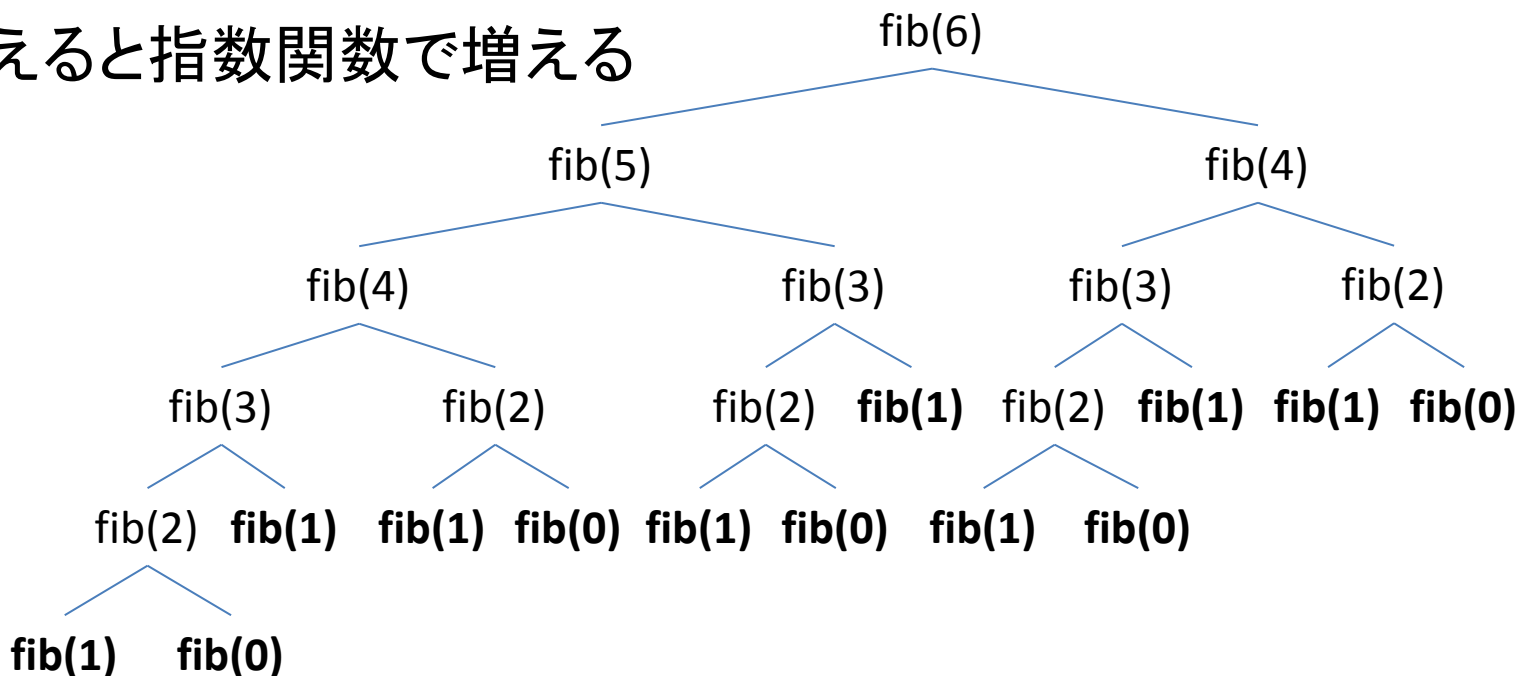 えると指数関数で増える
fib(6)
fib(5) fib(4)
fib(4) fib(3) fib(3) fib(2)
fib(3) fib(2) fib(2) fib(1) fib(2) fib(1) fib(1) fib(0)
fib(2) fib(1) fib(1) fib(0) fib(1) fib(0) fib(1) fib(0)
fib(1) fib(0)